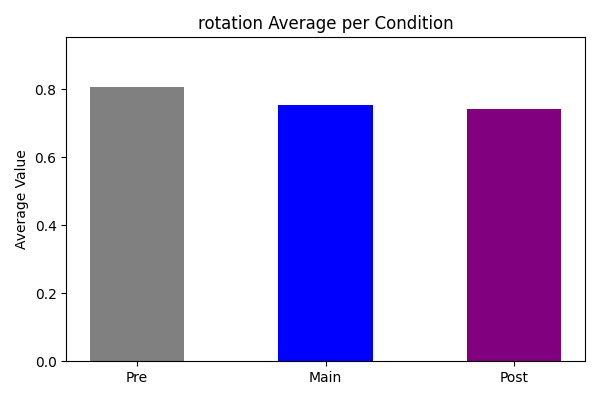 rotation Average per Condition
Average Value
0.8
0.6
0.4
0.2
0.0
Pre
Main
Post